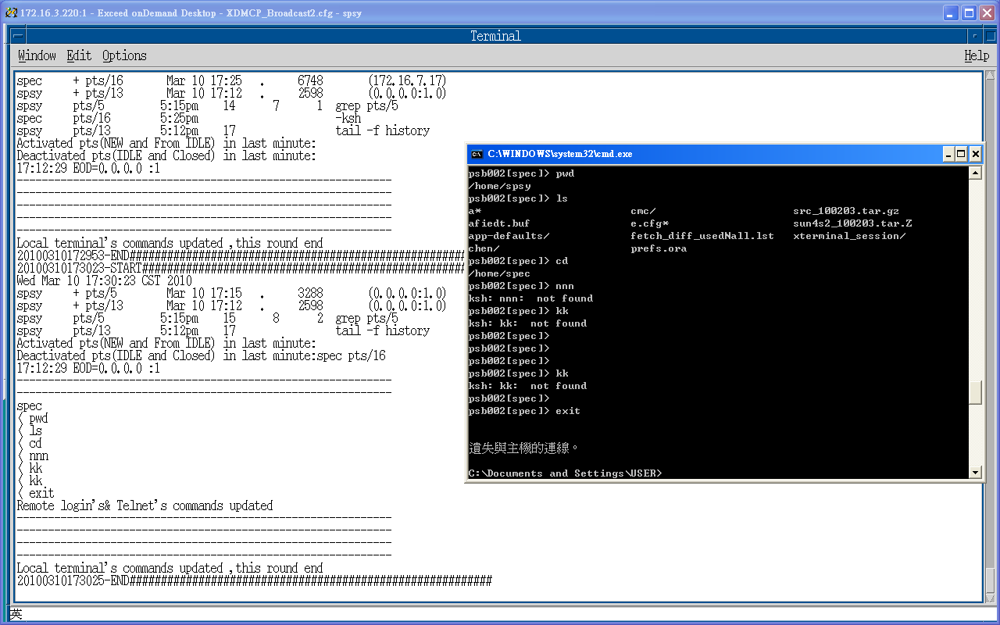 172.16.3.220:1 - Exceed onDemand Desktop - XDMCP_Broadcast2.cfg - spsy
Terminal
Window Edit Options Help
spec + pts/16 Mar 10 17:25 . 6748 (172.16.7.17)
spsy + pts/13 Mar 10 17:12 . 2598 (0.0.0.0:1.0)
spsy pts/5 5:15pm 14 7 1 grep pts/5
spec pts/16 5:25pm -ksh
spsy pts/13 5:12pm 17 tail -f history
Activated pts(NEW and From IDLE) in last minute:
Deactivated pts(IDLE and Closed) in last minute:
17:12:29 EOD=0.0.0.0 :1
------------------------------------------------------------
------------------------------------------------------------
------------------------------------------------------------
------------------------------------------------------------
------------------------------------------------------------
Local terminal's commands updated ,this round end
20100310172953-END######################################################
20100310173023-START####################################################
Wed Mar 10 17:30:23 CST 2010
spsy + pts/5 Mar 10 17:15 . 3288 (0.0.0.0:1.0)
spsy + pts/13 Mar 10 17:12 . 2598 (0.0.0.0:1.0)
spsy pts/5 5:15pm 15 8 2 grep pts/5
spsy pts/13 5:12pm 17 tail -f history
Activated pts(NEW and From IDLE) in last minute:
Deactivated pts(IDLE and Closed) in last minute:spec pts/16
17:12:29 EOD=0.0.0.0 :1
------------------------------------------------------------
------------------------------------------------------------
spec
< pwd
< ls
< cd
< nnn
< kk
< kk
< exit
Remote login's& Telnet's commands updated
------------------------------------------------------------
------------------------------------------------------------
------------------------------------------------------------
------------------------------------------------------------
Local terminal's commands updated ,this round end
20100310173025-END##########################################################
英
C:\WINDOWS\system32\cmd.exe
psb002[spec]> pwd
/home/spsy
psb002[spec]> ls
a* cmc/ src_100203.tar.gz
afiedt.buf e.cfg* sun4s2_100203.tar.Z
app-defaults/ fetch_diff_usedNall.lst xterminal_session/
chen/ prefs.ora
psb002[spec]> cd
/home/spec
psb002[spec]> nnn
ksh: nnn: not found
psb002[spec]> kk
ksh: kk: not found
psb002[spec]>
psb002[spec]>
psb002[spec]>
psb002[spec]> kk
ksh: kk: not found
psb002[spec]>
psb002[spec]> exit
遺失與主機的連線。
C:\Documents and Settings\USER>